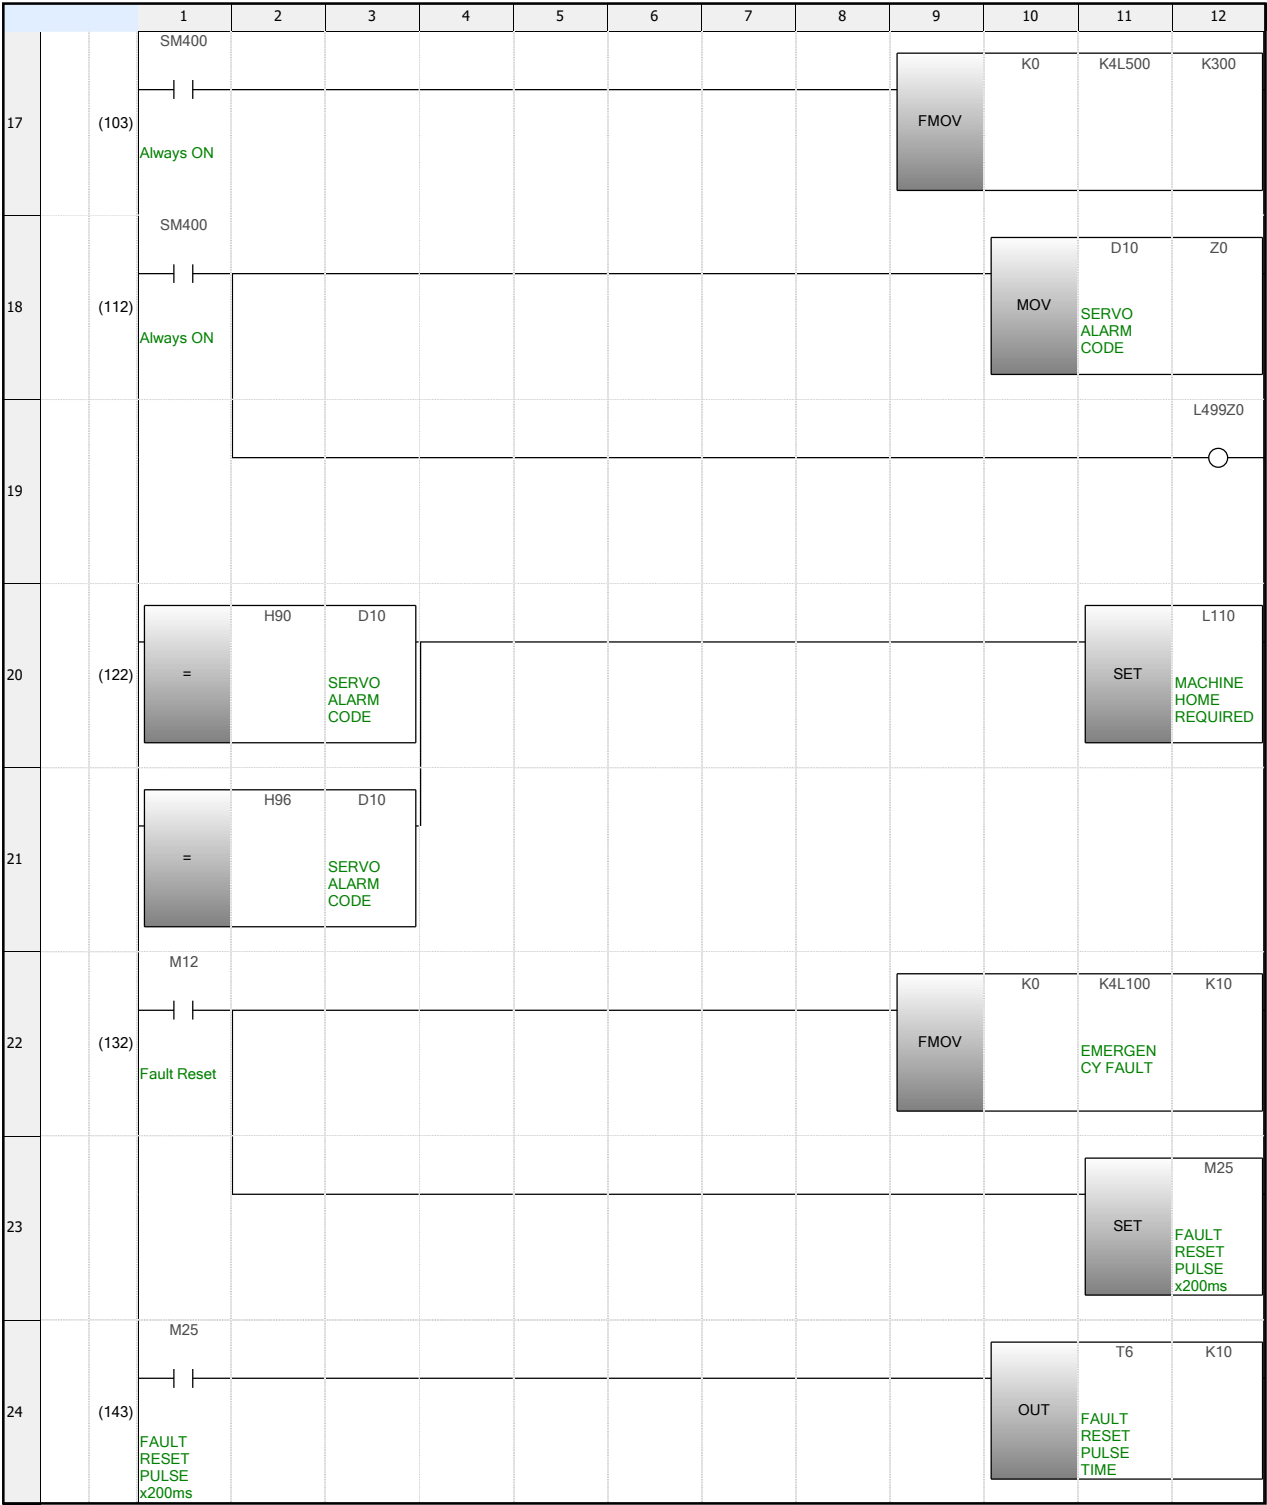 1 2 3 4 5 6 7 8 9 10 11 12
SM400
K0 K4L500 K300
17 (103) FMOV
Always ON
SM400
D10 Z0
18 (112) MOV
SERVO
ALARM
CODE
Always ON
L499Z0
19
H90 D10 L110
20 (122) = SET
SERVO
ALARM
CODE
MACHINE
HOME
REQUIRED
H96 D10
21 =
SERVO
ALARM
CODE
M12
K0 K4L100 K10
22 (132) FMOV
EMERGEN
CY FAULT
Fault Reset
M25
23 SET
FAULT
RESET
PULSE
x200ms
M25
T6 K10
24 (143) OUT
FAULT
RESET
PULSE
TIME
FAULT
RESET
PULSE
x200ms